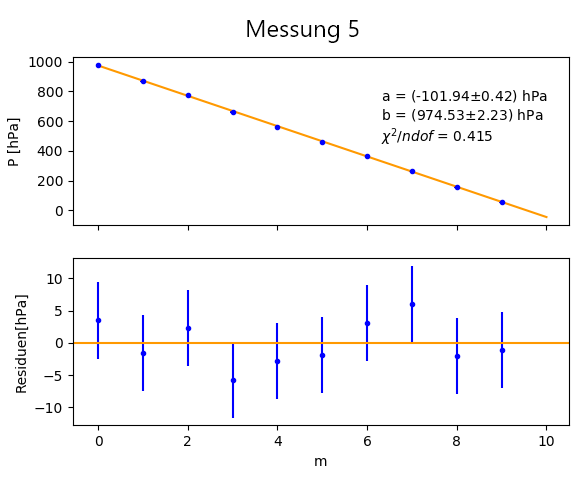 Messung 5
1000
800
600
400
200
0
P [hPa]
a = (-101.94±0.42) hPa
b = (974.53±2.23) hPa
χ²/ndof = 0.415
10
5
0
−5
−10
Residuen[hPa]
0 2 4 6 8 10
m